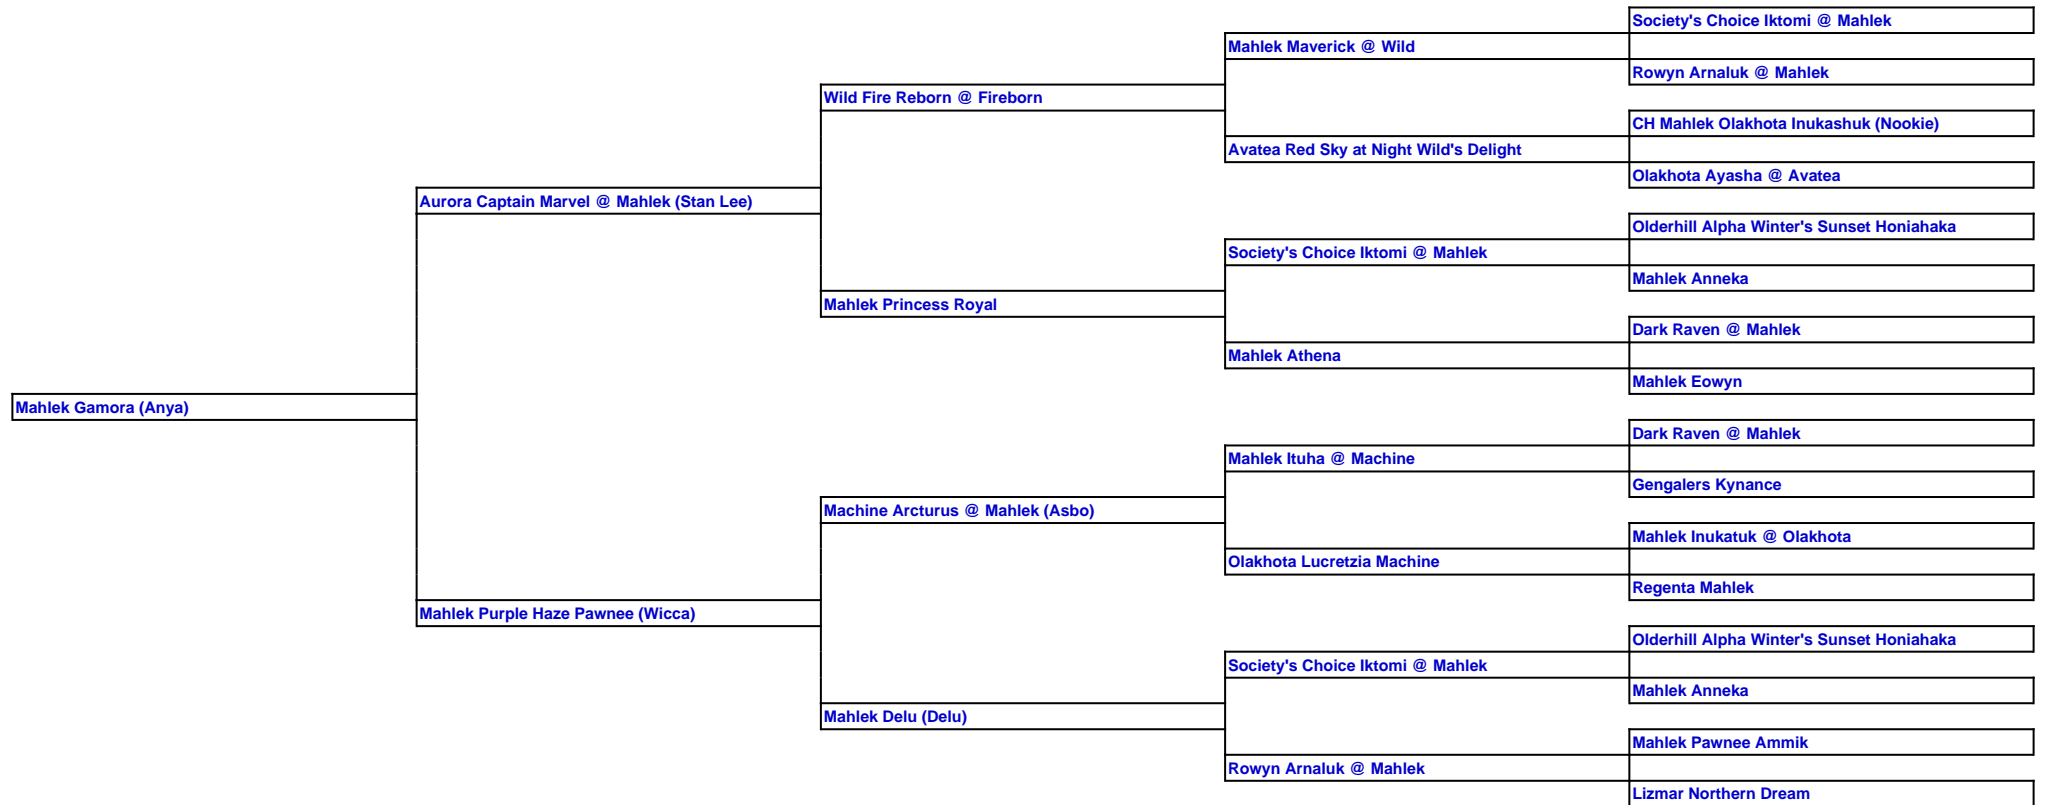 Society's Choice Iktomi @ Mahlek
Mahlek Maverick @ Wild
Rowyn Arnaluk @ Mahlek
Wild Fire Reborn @ Fireborn
CH Mahlek Olakhota Inukashuk (Nookie)
Avatea Red Sky at Night Wild's Delight
Olakhota Ayasha @ Avatea
Aurora Captain Marvel @ Mahlek (Stan Lee)
Olderhill Alpha Winter's Sunset Honiahaka
Society's Choice Iktomi @ Mahlek
Mahlek Anneka
Mahlek Princess Royal
Dark Raven @ Mahlek
Mahlek Athena
Mahlek Eowyn
Mahlek Gamora (Anya)
Dark Raven @ Mahlek
Mahlek Ituha @ Machine
Gengalers Kynance
Machine Arcturus @ Mahlek (Asbo)
Mahlek Inukatuk @ Olakhota
Olakhota Lucretzia Machine
Regenta Mahlek
Mahlek Purple Haze Pawnee (Wicca)
Olderhill Alpha Winter's Sunset Honiahaka
Society's Choice Iktomi @ Mahlek
Mahlek Anneka
Mahlek Delu (Delu)
Mahlek Pawnee Ammik
Rowyn Arnaluk @ Mahlek
Lizmar Northern Dream